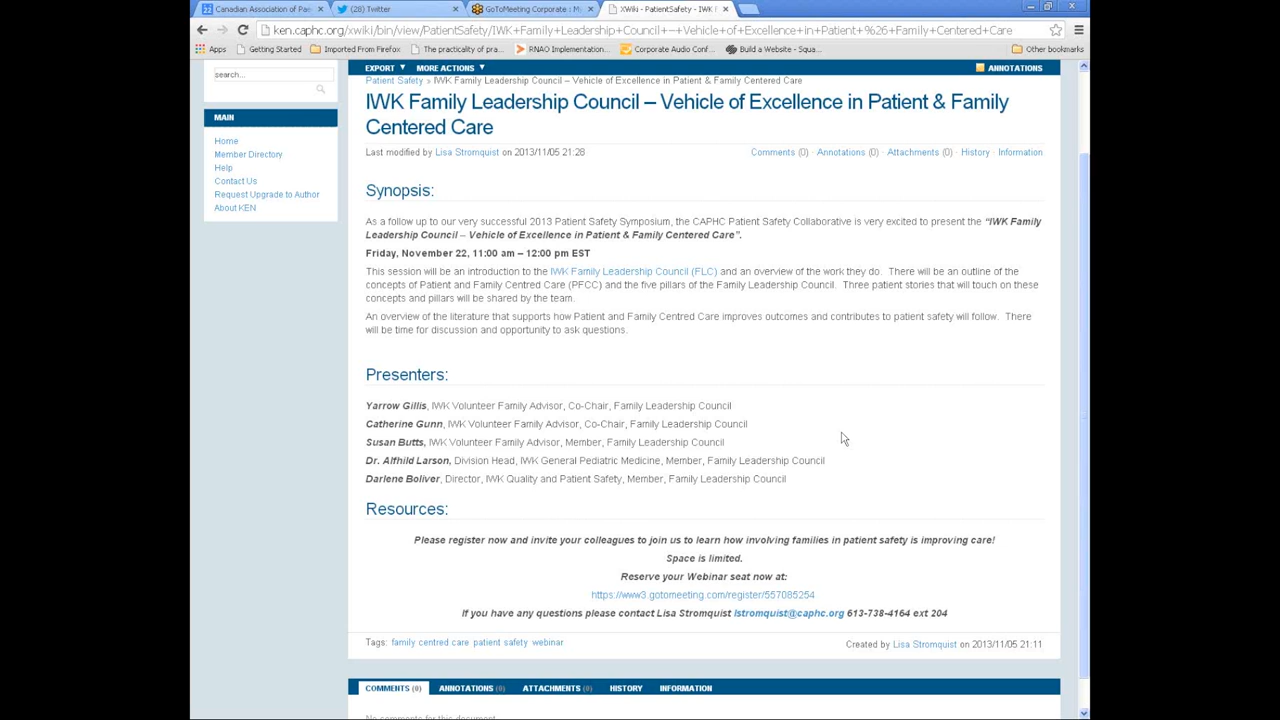 Canadian Association of Pae
(28) Twitter
GoToMeeting Corporate : M
XWiki - PatientSafety - IWK
ken.caphc.org/xwiki/bin/view/PatientSafety/IWK+Family+Leadership+Council+–+Vehicle+of+Excellence+in+Patient+%26+Family+Centered+Care
Apps
Getting Started
Imported From Firefox
The practicality of pra...
RNAO Implementation...
Corporate Audio Conf...
Build a Website - Squa...
Other bookmarks
search...
MAIN
Home
Member Directory
Help
Contact Us
Request Upgrade to Author
About KEN
EXPORT
MORE ACTIONS
ANNOTATIONS
Patient Safety » IWK Family Leadership Council – Vehicle of Excellence in Patient & Family Centered Care
IWK Family Leadership Council – Vehicle of Excellence in Patient & Family
Centered Care
Last modified by Lisa Stromquist on 2013/11/05 21:28
Comments (0) · Annotations (0) · Attachments (0) · History · Information
Synopsis:
As a follow up to our very successful 2013 Patient Safety Symposium, the CAPHC Patient Safety Collaborative is very excited to present the “IWK Family
Leadership Council – Vehicle of Excellence in Patient & Family Centered Care”.
Friday, November 22, 11:00 am – 12:00 pm EST
This session will be an introduction to the IWK Family Leadership Council (FLC) and an overview of the work they do. There will be an outline of the
concepts of Patient and Family Centred Care (PFCC) and the five pillars of the Family Leadership Council. Three patient stories that will touch on these
concepts and pillars will be shared by the team.
An overview of the literature that supports how Patient and Family Centred Care improves outcomes and contributes to patient safety will follow. There
will be time for discussion and opportunity to ask questions.
Presenters:
Yarrow Gillis, IWK Volunteer Family Advisor, Co-Chair, Family Leadership Council
Catherine Gunn, IWK Volunteer Family Advisor, Co-Chair, Family Leadership Council
Susan Butts, IWK Volunteer Family Advisor, Member, Family Leadership Council
Dr. Alfhild Larson, Division Head, IWK General Pediatric Medicine, Member, Family Leadership Council
Darlene Boliver, Director, IWK Quality and Patient Safety, Member, Family Leadership Council
Resources:
Please register now and invite your colleagues to join us to learn how involving families in patient safety is improving care!
Space is limited.
Reserve your Webinar seat now at:
https://www3.gotomeeting.com/register/557085254
If you have any questions please contact Lisa Stromquist lstromquist@caphc.org 613-738-4164 ext 204
Tags: family centred care patient safety webinar
Created by Lisa Stromquist on 2013/11/05 21:11
COMMENTS (0)
ANNOTATIONS (0)
ATTACHMENTS (0)
HISTORY
INFORMATION
No comments for this document